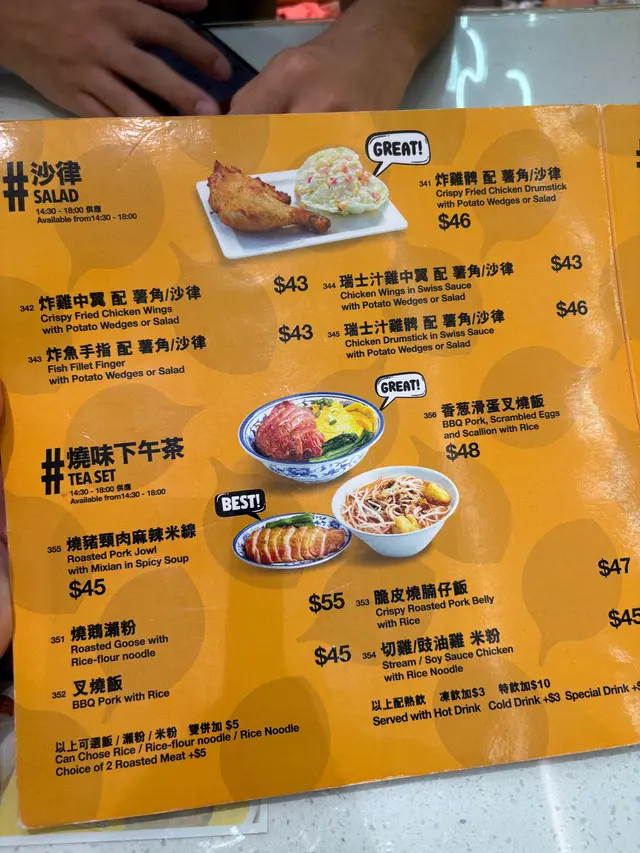 # 沙律
SALAD
14:30 - 18:00 供應
Available from14:30 - 18:00
GREAT!
341 炸雞髀 配 薯角/沙律
Crispy Fried Chicken Drumstick
with Potato Wedges or Salad
$46
342 炸雞中翼 配 薯角/沙律 $43
Crispy Fried Chicken Wings
with Potato Wedges or Salad
343 炸魚手指 配 薯角/沙律 $43
Fish Fillet Finger
with Potato Wedges or Salad
344 瑞士汁雞中翼 配 薯角/沙律 $43
Chicken Wings in Swiss Sauce
with Potato Wedges or Salad
345 瑞士汁雞髀 配 薯角/沙律 $46
Chicken Drumstick in Swiss Sauce
with Potato Wedges or Salad
# 燒味下午茶
TEA SET
14:30 - 18:00 供應
Available from14:30 - 18:00
GREAT!
356 香葱滑蛋叉燒飯
BBQ Pork, Scrambled Eggs
and Scallion with Rice
$48
BEST!
355 燒豬頸肉麻辣米線
Roasted Pork Jowl
with Mixian in Spicy Soup
$45
351 燒鵝瀨粉 $55
Roasted Goose with
Rice-flour noodle
352 叉燒飯 $45
BBQ Pork with Rice
353 脆皮燒腩仔飯 $47
Crispy Roasted Pork Belly
with Rice
354 切雞/豉油雞 米粉 $45
Stream / Soy Sauce Chicken
with Rice Noodle
以上可選飯 / 瀨粉 / 米粉 雙併加 $5
Can Chose Rice / Rice-flour noodle / Rice Noodle
Choice of 2 Roasted Meat +$5
以上配熱飲 凍飲加$3 特飲加$10
Served with Hot Drink Cold Drink +$3 Special Drink +$